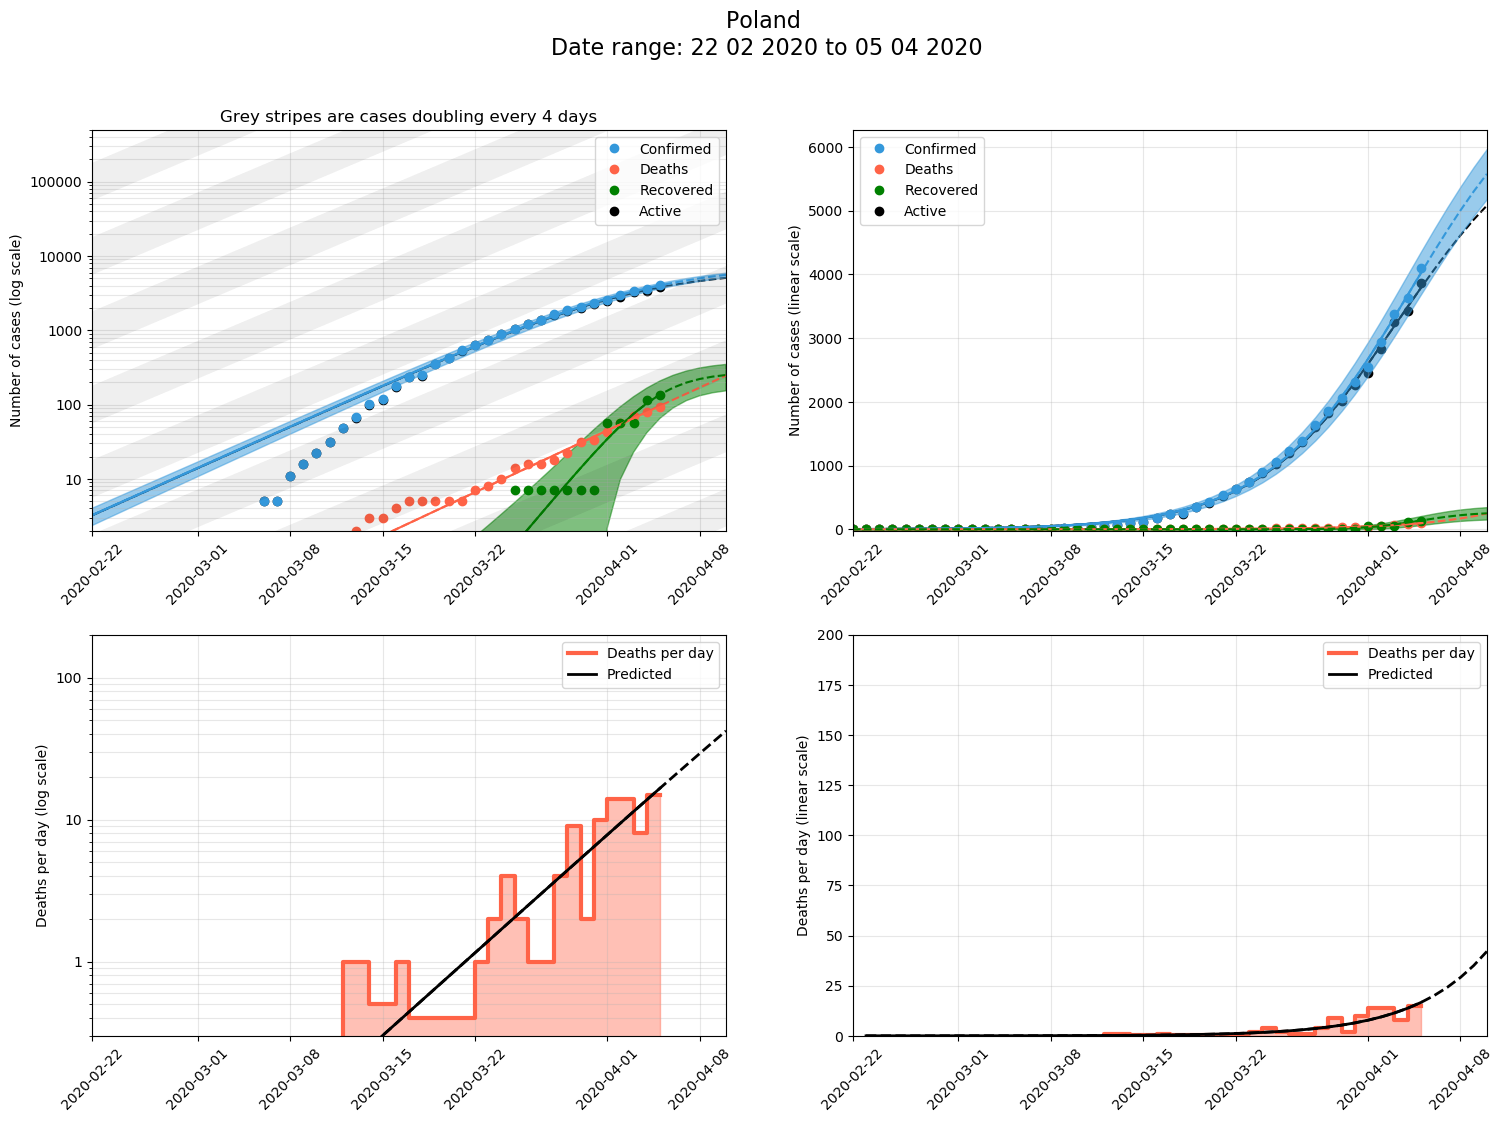 Poland
Date range: 22 02 2020 to 05 04 2020
Grey stripes are cases doubling every 4 days
Number of cases (log scale)
100000
10000
1000
100
10
Confirmed
Deaths
Recovered
Active
2020-02-22
2020-03-01
2020-03-08
2020-03-15
2020-03-22
2020-04-01
2020-04-08
Number of cases (linear scale)
6000
5000
4000
3000
2000
1000
0
Confirmed
Deaths
Recovered
Active
2020-02-22
2020-03-01
2020-03-08
2020-03-15
2020-03-22
2020-04-01
2020-04-08
Deaths per day (log scale)
100
10
1
Deaths per day
Predicted
2020-02-22
2020-03-01
2020-03-08
2020-03-15
2020-03-22
2020-04-01
2020-04-08
Deaths per day (linear scale)
200
175
150
125
100
75
50
25
0
Deaths per day
Predicted
2020-02-22
2020-03-01
2020-03-08
2020-03-15
2020-03-22
2020-04-01
2020-04-08